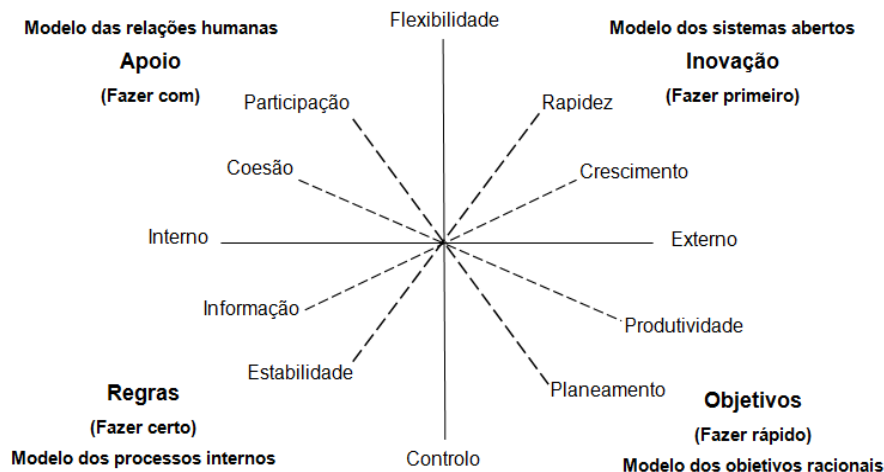 Flexibilidade
Modelo das relações humanas
Modelo dos sistemas abertos
Apoio
Inovação
(Fazer com)
(Fazer primeiro)
Participação
Rapidez
Coesão
Crescimento
Interno
Externo
Informação
Produtividade
Estabilidade
Planeamento
Regras
Objetivos
(Fazer certo)
(Fazer rápido)
Modelo dos processos internos
Controlo
Modelo dos objetivos racionais